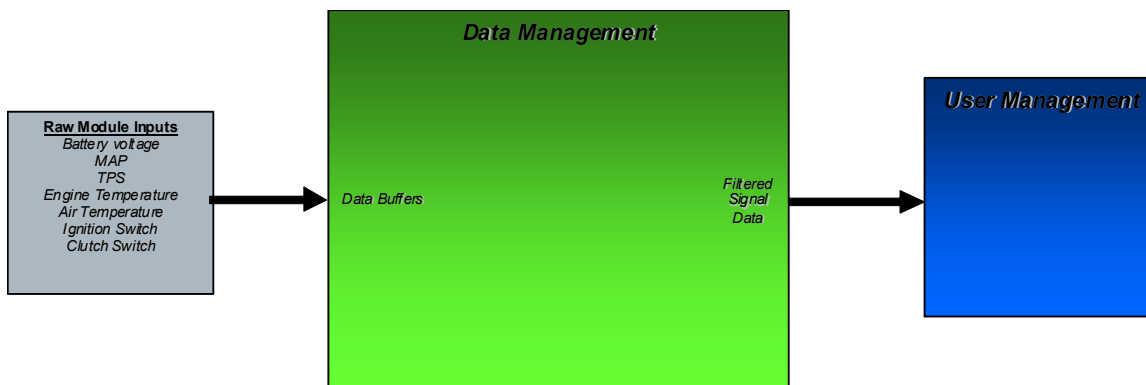 Data Management
User Management
Raw Module Inputs
Battery voltage
MAP
TPS
Engine Temperature
Air Temperature
Ignition Switch
Clutch Switch
Data Buffers
Filtered
Signal
Data